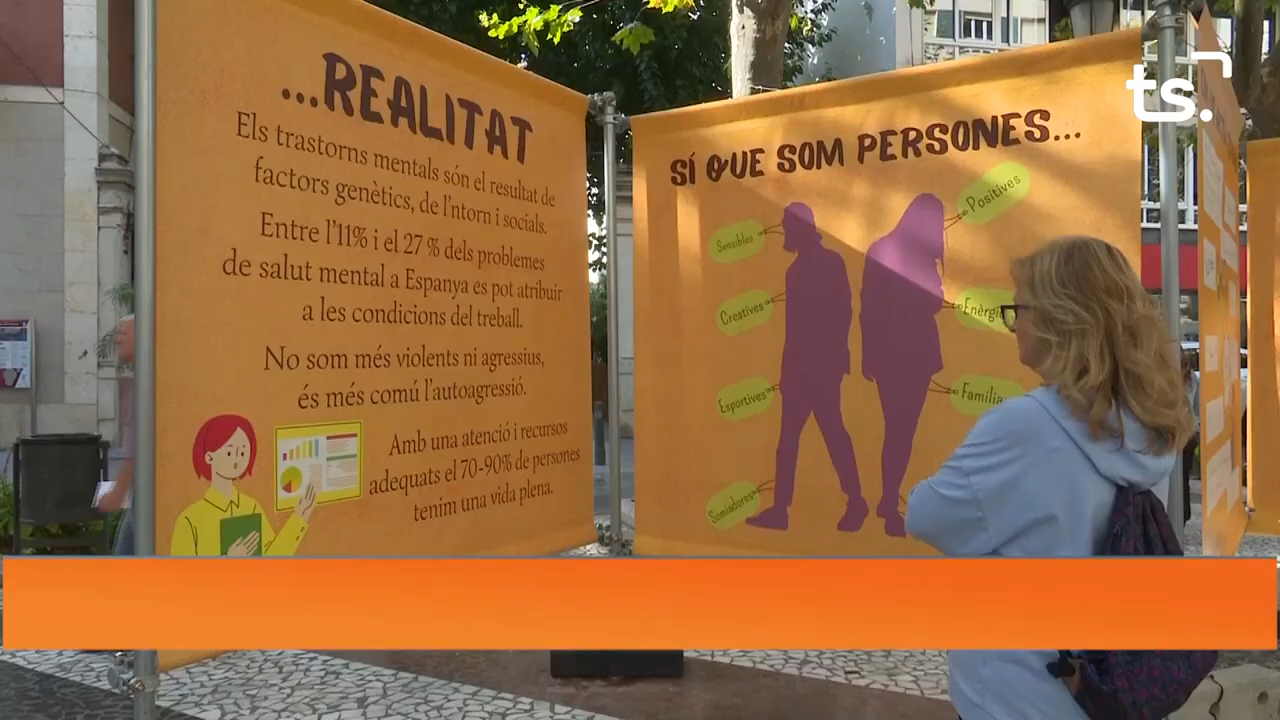 ...REALITAT
Els trastorns mentals són el resultat de
factors genètics, de l'ntorn i socials.
Entre l'11% i el 27 % dels problemes
de salut mental a Espanya es pot atribuir
a les condicions del treball.
No som més violents ni agressius,
és més comú l'autoagressió.
Amb una atenció i recursos
adequats el 70-90% de persones
tenim una vida plena.
SÍ QUE SOM PERSONES...
Sensibles
Positives
Creatives
Esportives
Somiadores
ts.